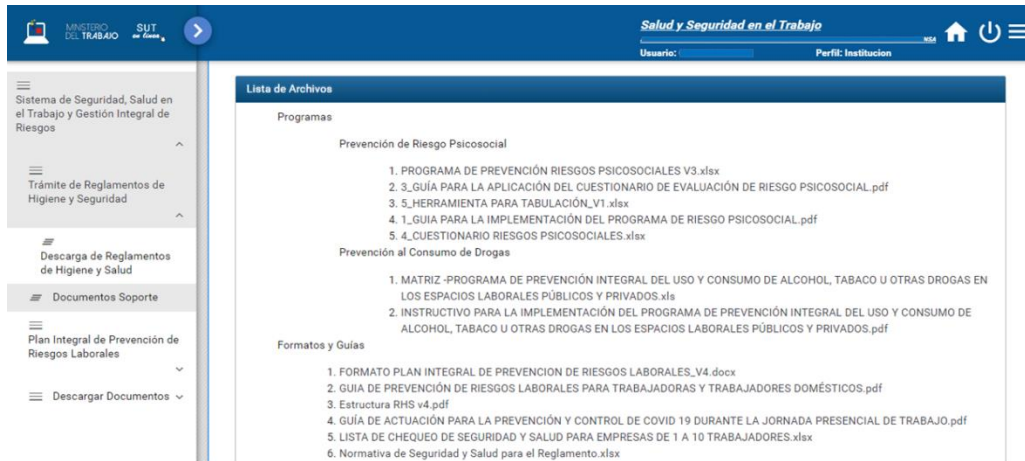 MINISTERIO DEL TRABAJO
SUT en línea
Salud y Seguridad en el Trabajo
NSA
Usuario:
Perfil: Institucion
Sistema de Seguridad, Salud en
el Trabajo y Gestión Integral de
Riesgos
Trámite de Reglamentos de
Higiene y Seguridad
Descarga de Reglamentos
de Higiene y Salud
Documentos Soporte
Plan Integral de Prevención de
Riesgos Laborales
Descargar Documentos
Lista de Archivos
Programas
Prevención de Riesgo Psicosocial
1. PROGRAMA DE PREVENCIÓN RIESGOS PSICOSOCIALES V3.xlsx
2. 3_GUÍA PARA LA APLICACIÓN DEL CUESTIONARIO DE EVALUACIÓN DE RIESGO PSICOSOCIAL.pdf
3. 5_HERRAMIENTA PARA TABULACIÓN_V1.xlsx
4. 1_GUIA PARA LA IMPLEMENTACIÓN DEL PROGRAMA DE RIESGO PSICOSOCIAL.pdf
5. 4_CUESTIONARIO RIESGOS PSICOSOCIALES.xlsx
Prevención al Consumo de Drogas
1. MATRIZ -PROGRAMA DE PREVENCIÓN INTEGRAL DEL USO Y CONSUMO DE ALCOHOL, TABACO U OTRAS DROGAS EN
LOS ESPACIOS LABORALES PÚBLICOS Y PRIVADOS.xls
2. INSTRUCTIVO PARA LA IMPLEMENTACIÓN DEL PROGRAMA DE PREVENCIÓN INTEGRAL DEL USO Y CONSUMO DE
ALCOHOL, TABACO U OTRAS DROGAS EN LOS ESPACIOS LABORALES PÚBLICOS Y PRIVADOS.pdf
Formatos y Guías
1. FORMATO PLAN INTEGRAL DE PREVENCION DE RIESGOS LABORALES_V4.docx
2. GUIA DE PREVENCIÓN DE RIESGOS LABORALES PARA TRABAJADORAS Y TRABAJADORES DOMÉSTICOS.pdf
3. Estructura RHS v4.pdf
4. GUÍA DE ACTUACIÓN PARA LA PREVENCIÓN Y CONTROL DE COVID 19 DURANTE LA JORNADA PRESENCIAL DE TRABAJO.pdf
5. LISTA DE CHEQUEO DE SEGURIDAD Y SALUD PARA EMPRESAS DE 1 A 10 TRABAJADORES.xlsx
6. Normativa de Seguridad y Salud para el Reglamento.xlsx